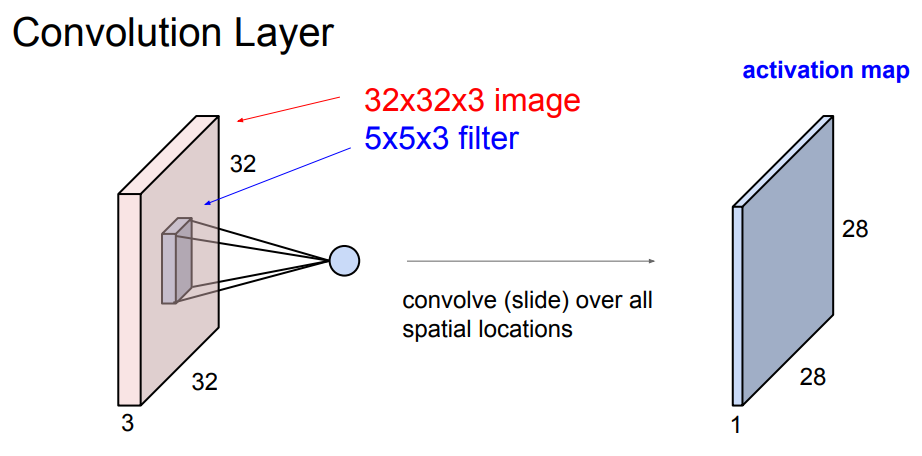 Convolution Layer
activation map
32x32x3 image
5x5x3 filter
32
28
convolve (slide) over all
spatial locations
32
28
3
1